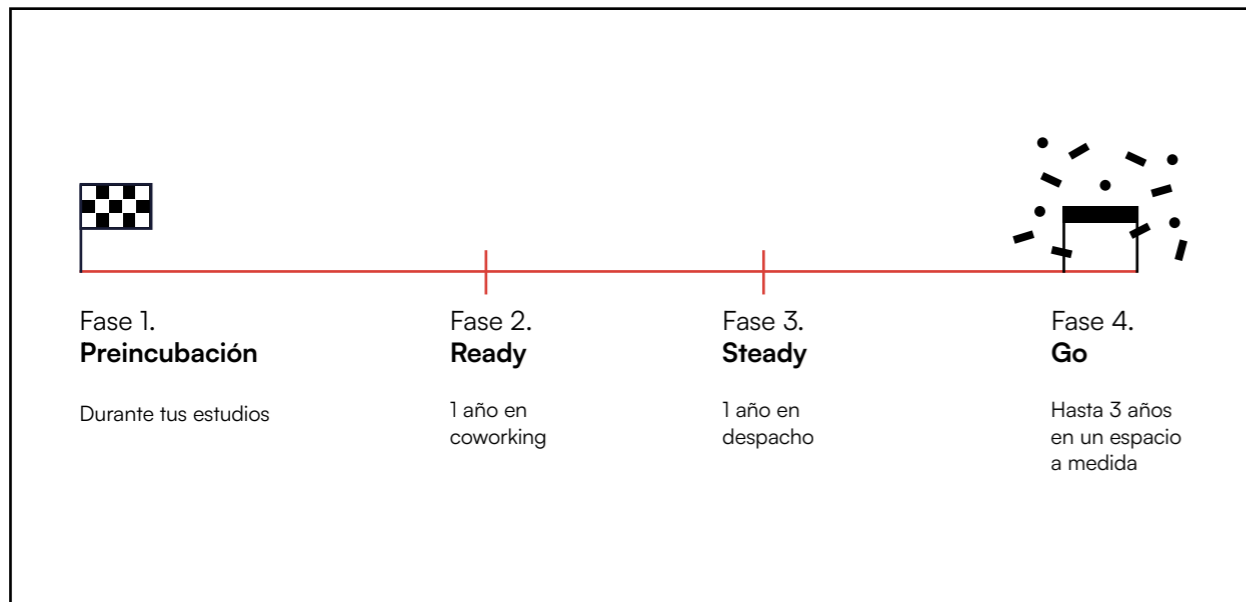 Fase 1.
Preincubación
Durante tus estudios
Fase 2.
Ready
1 año en
coworking
Fase 3.
Steady
1 año en
despacho
Fase 4.
Go
Hasta 3 años
en un espacio
a medida